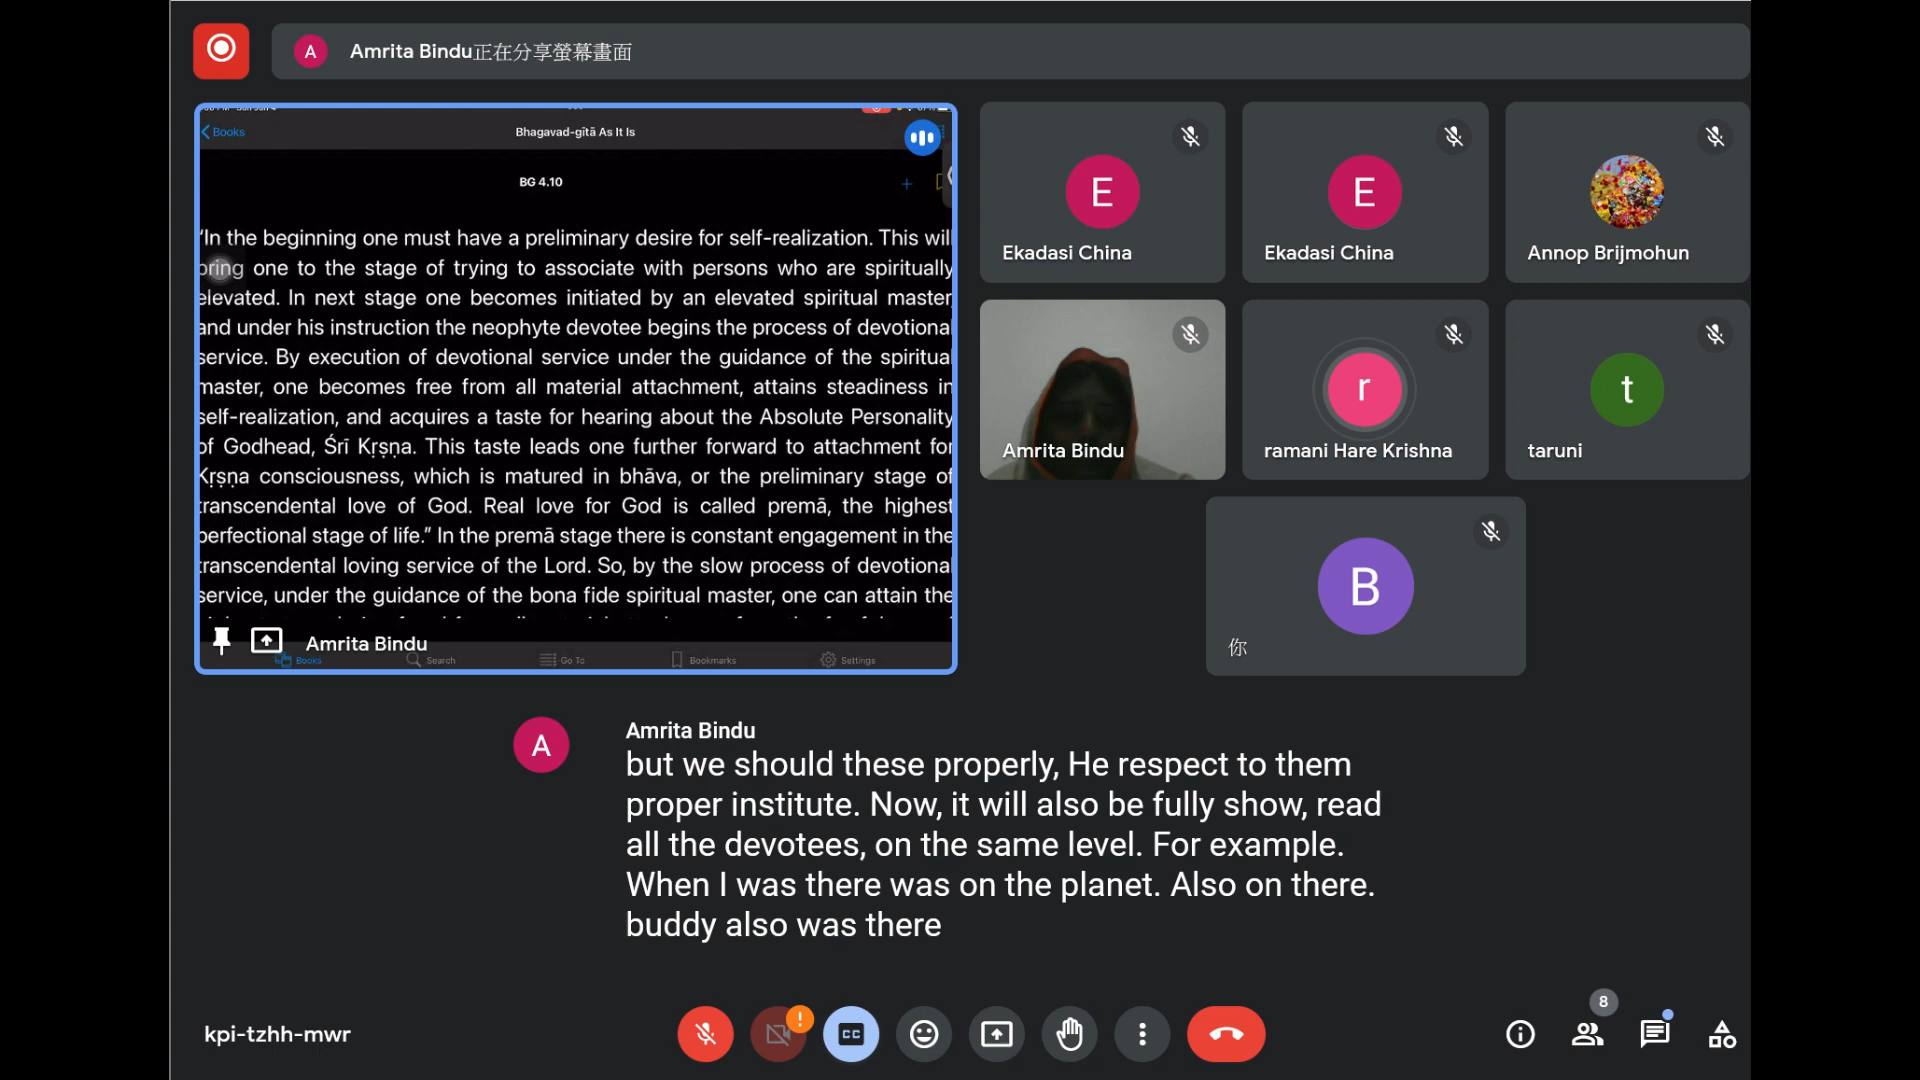 A Amrita Bindu正在分享螢幕畫面
Books
Bhagavad-gītā As It Is
BG 4.10
“In the beginning one must have a preliminary desire for self-realization. This will
bring one to the stage of trying to associate with persons who are spiritually
elevated. In next stage one becomes initiated by an elevated spiritual master
and under his instruction the neophyte devotee begins the process of devotional
service. By execution of devotional service under the guidance of the spiritual
master, one becomes free from all material attachment, attains steadiness in
self-realization, and acquires a taste for hearing about the Absolute Personality
of Godhead, Śrī Kṛṣṇa. This taste leads one further forward to attachment for
Kṛṣṇa consciousness, which is matured in bhāva, or the preliminary stage of
transcendental love of God. Real love for God is called premā, the highest
perfectional stage of life.” In the premā stage there is constant engagement in the
transcendental loving service of the Lord. So, by the slow process of devotional
service, under the guidance of the bona fide spiritual master, one can attain the
Amrita Bindu
Books
Search
Go To
Bookmarks
Settings
E
Ekadasi China
E
Ekadasi China
Annop Brijmohun
Amrita Bindu
r
ramani Hare Krishna
t
taruni
B
你
A
Amrita Bindu
but we should these properly, He respect to them
proper institute. Now, it will also be fully show, read
all the devotees, on the same level. For example.
When I was there was on the planet. Also on there.
buddy also was there
kpi-tzhh-mwr
!
CC
8